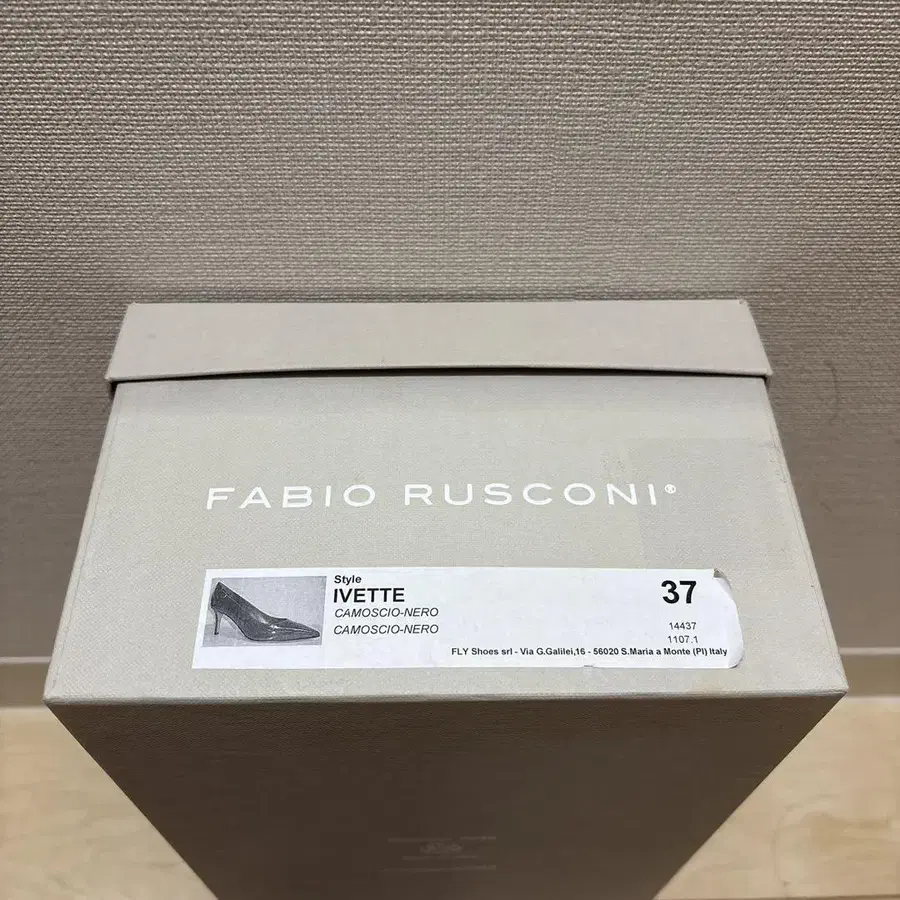 FABIO RUSCONI®
Style
IVETTE
37
CAMOSCIO-NERO
CAMOSCIO-NERO
14437
1107.1
FLY Shoes srl - Via G.Galilei,16 - 56020 S.Maria a Monte (PI) Italy